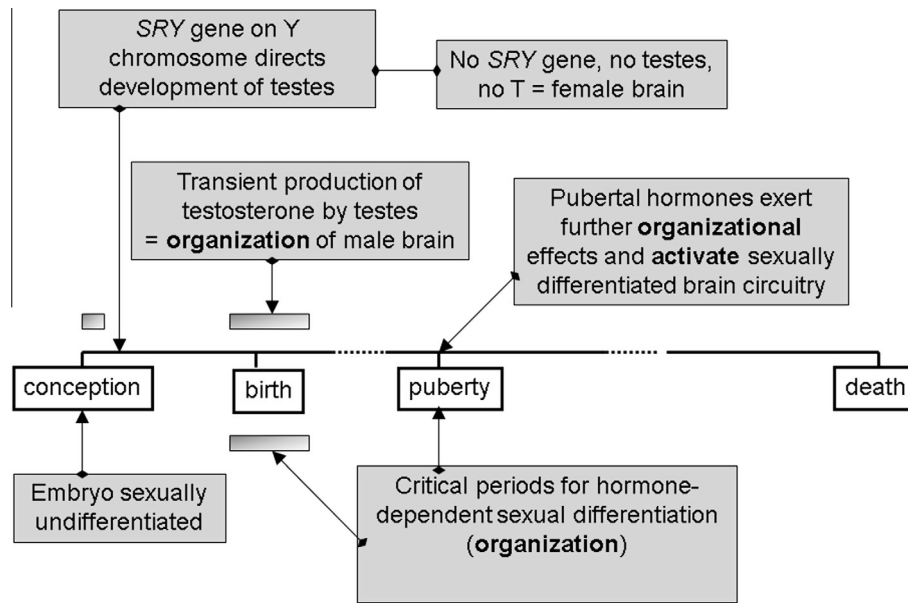 SRY gene on Y
chromosome directs
development of testes
No SRY gene, no testes,
no T = female brain
Transient production of
testosterone by testes
= organization of male brain
Pubertal hormones exert
further organizational
effects and activate sexually
differentiated brain circuitry
conception
birth
puberty
death
Embryo sexually
undifferentiated
Critical periods for hormone-
dependent sexual differentiation
(organization)